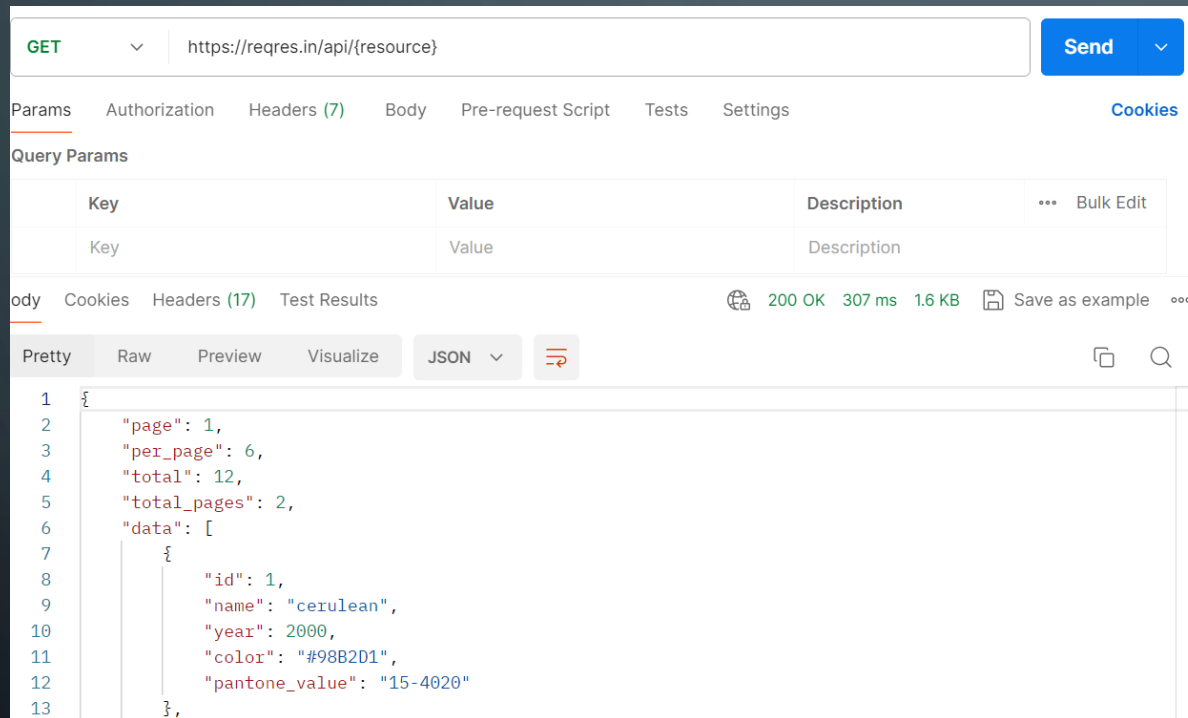 GET https://reqres.in/api/{resource} Send
Params Authorization Headers (7) Body Pre-request Script Tests Settings Cookies
Query Params
Key Value Description ••• Bulk Edit
Key Value Description
ody Cookies Headers (17) Test Results 200 OK 307 ms 1.6 KB Save as example
Pretty Raw Preview Visualize JSON
1 {
2 "page": 1,
3 "per_page": 6,
4 "total": 12,
5 "total_pages": 2,
6 "data": [
7 {
8 "id": 1,
9 "name": "cerulean",
10 "year": 2000,
11 "color": "#98B2D1",
12 "pantone_value": "15-4020"
13 },